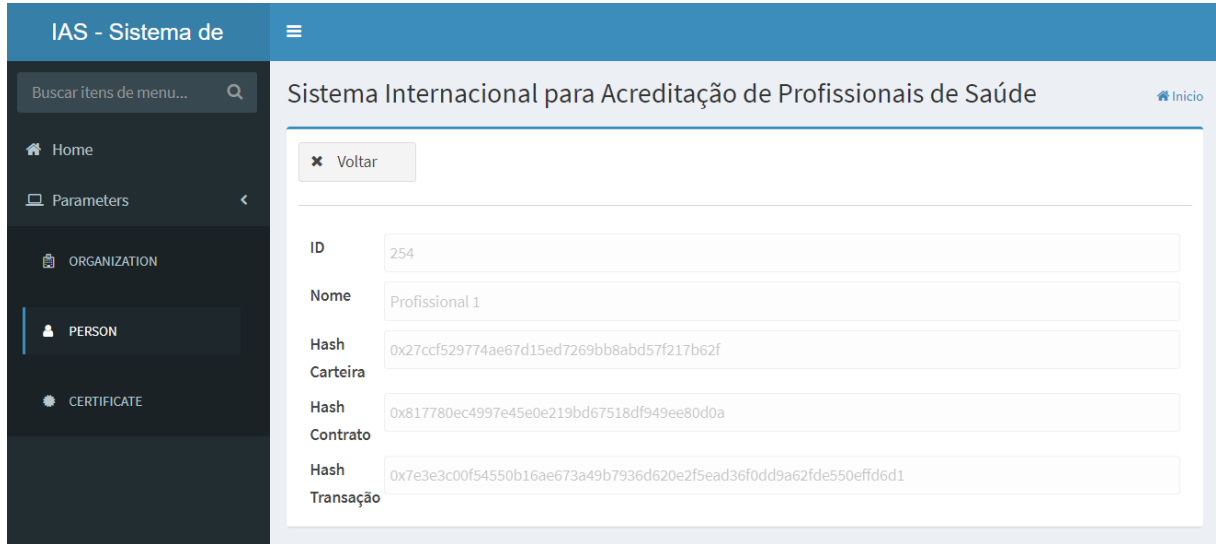 IAS - Sistema de
Buscar itens de menu...
Home
Parameters
ORGANIZATION
PERSON
CERTIFICATE
Sistema Internacional para Acreditação de Profissionais de Saúde
Inicio
Voltar
ID
254
Nome
Profissional 1
Hash
Carteira
0x27ccf529774ae67d15ed7269bb8abd57f217b62f
Hash
Contrato
0x817780ec4997e45e0e219bd67518df949ee80d0a
Hash
Transação
0x7e3e3c00f54550b16ae673a49b7936d620e2f5ead36f0dd9a62fde550effd6d1